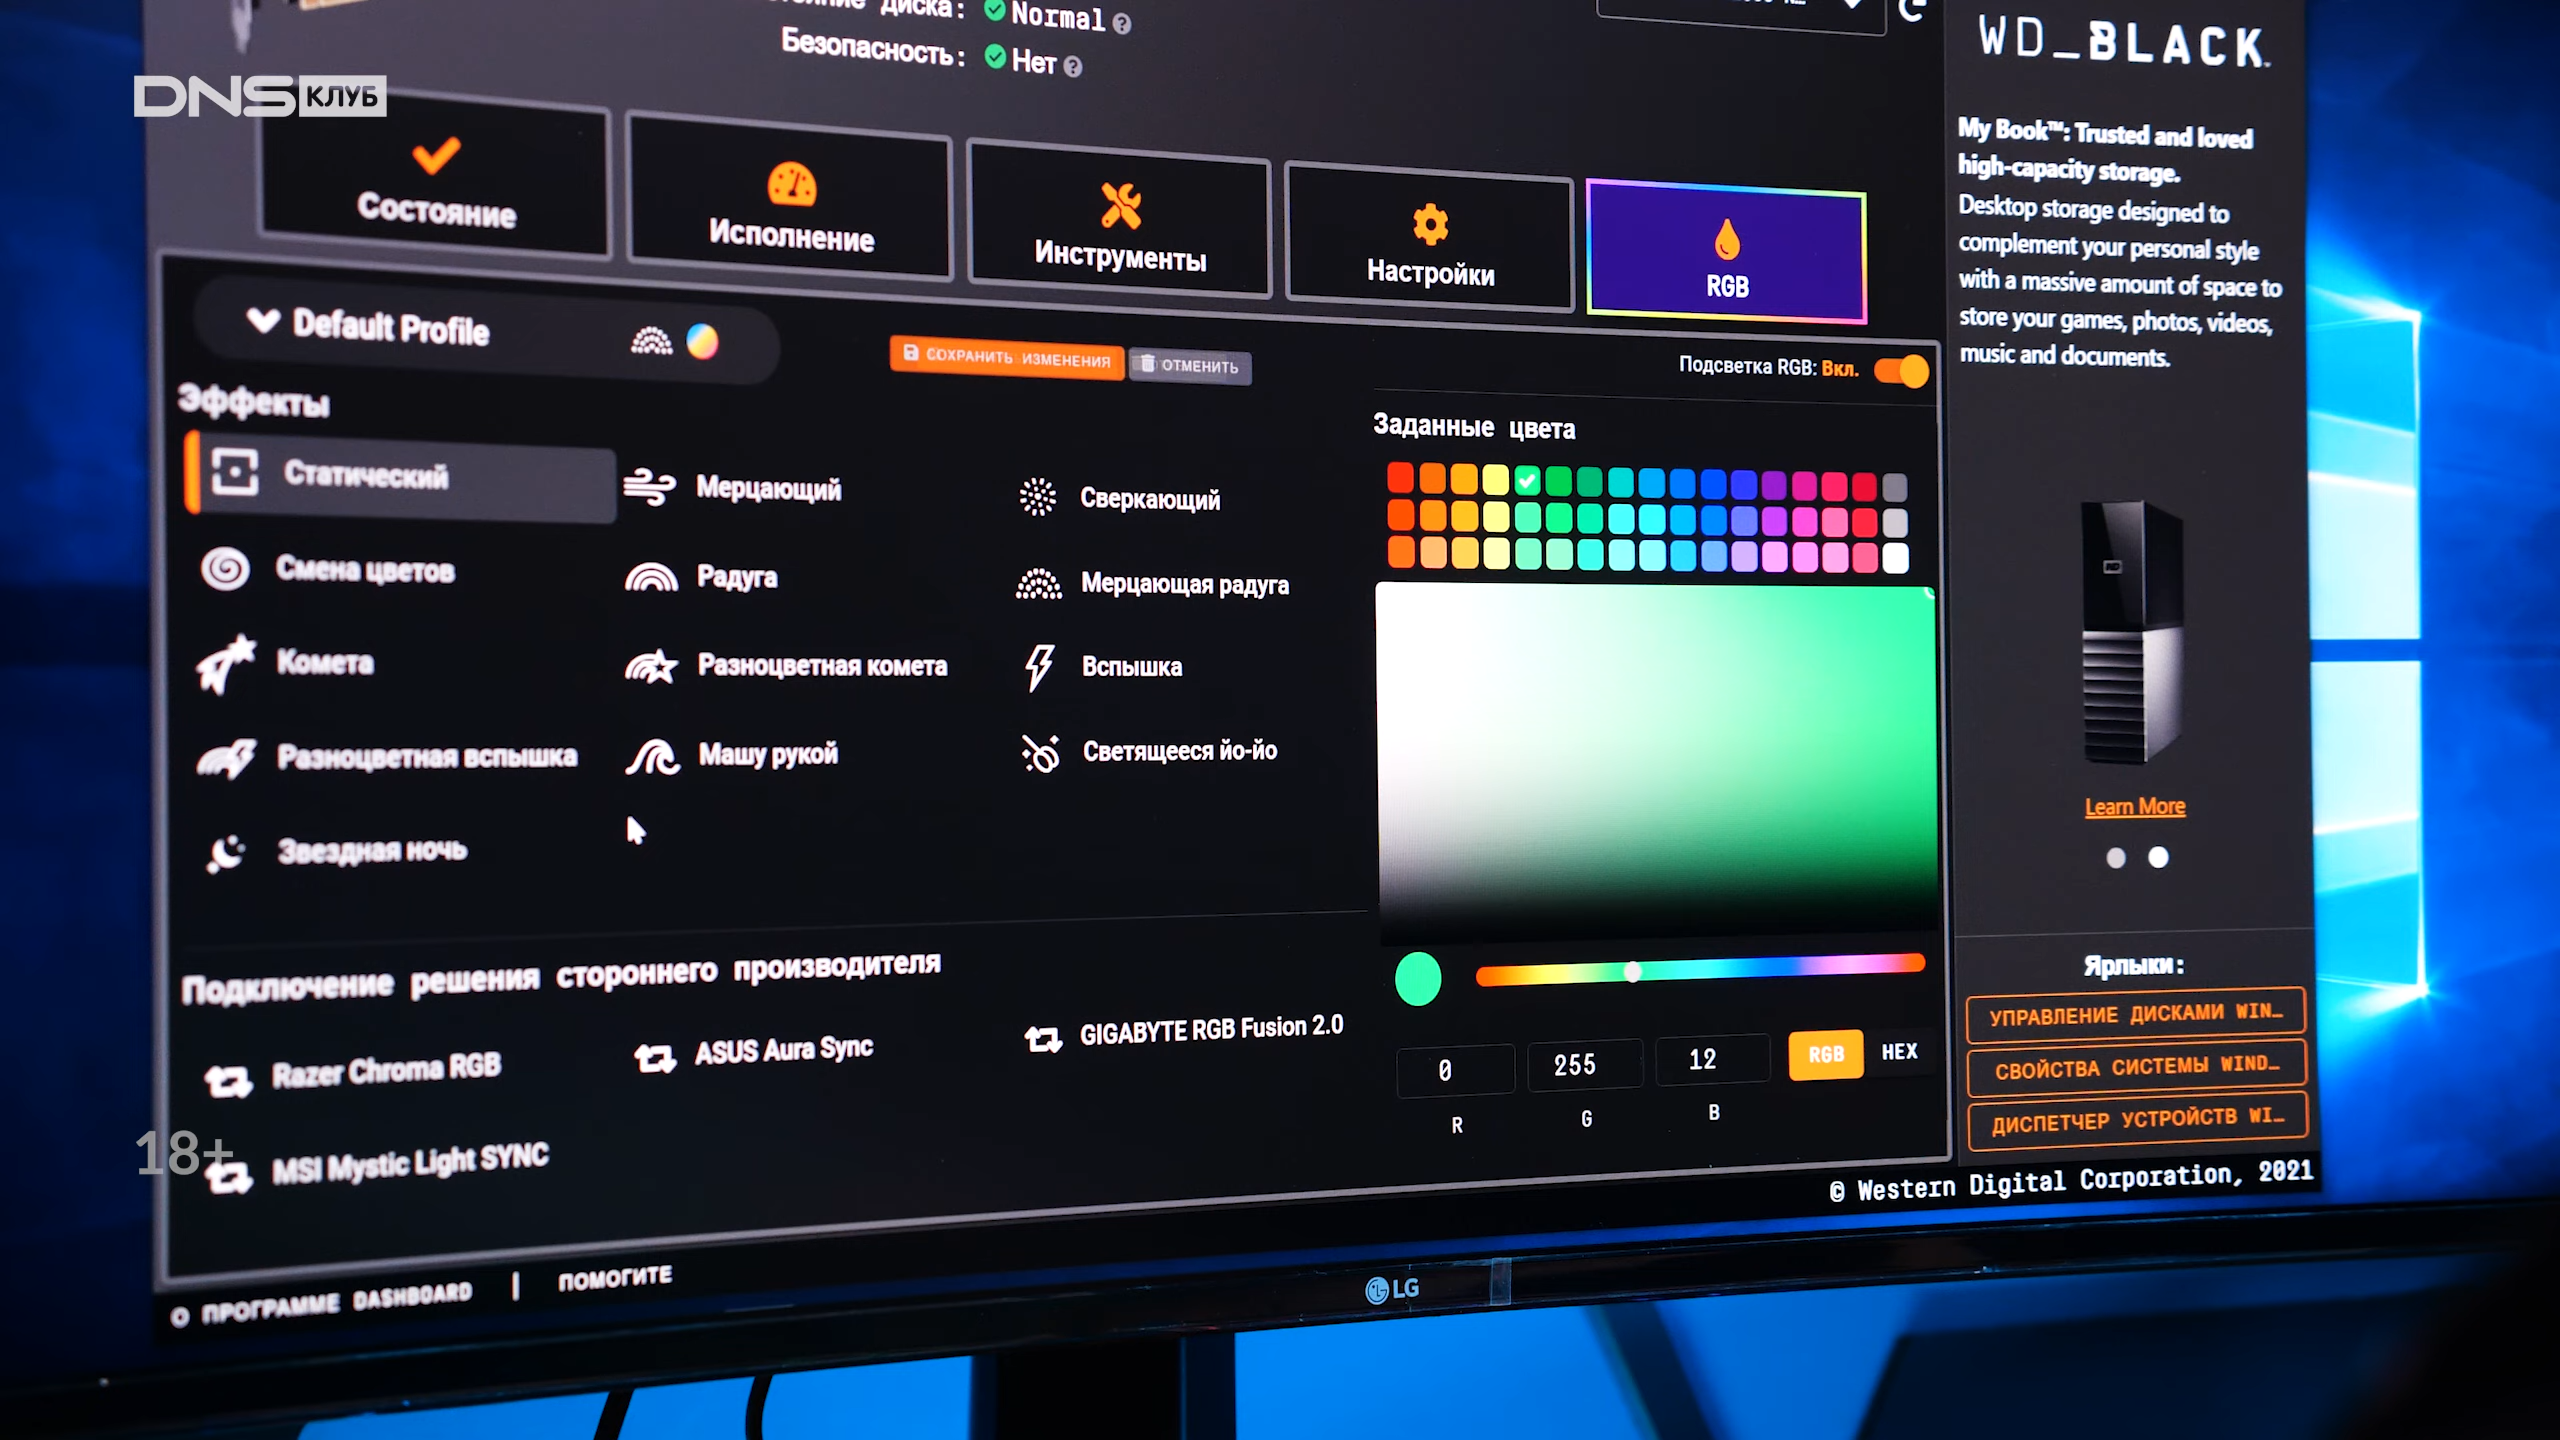 диска: Normal
Безопасность: Нет
DNS КЛУБ
WD_BLACK
Состояние
Исполнение
Инструменты
Настройки
RGB
My Book™: Trusted and loved
high-capacity storage.
Desktop storage designed to
complement your personal style
with a massive amount of space to
store your games, photos, videos,
music and documents.
Default Profile
СОХРАНИТЬ ИЗМЕНЕНИЯ
ОТМЕНИТЬ
Подсветка RGB: Вкл.
Эффекты
Заданные цвета
Статический
Мерцающий
Сверкающий
Смена цветов
Радуга
Мерцающая радуга
Комета
Разноцветная комета
Вспышка
Разноцветная вспышка
Машу рукой
Светящееся йо-йо
Звездная ночь
WD
Learn More
Подключение решения стороннего производителя
Razer Chroma RGB
ASUS Aura Sync
GIGABYTE RGB Fusion 2.0
MSI Mystic Light SYNC
0 255 12 RGB HEX
R G B
Ярлыки:
УПРАВЛЕНИЕ ДИСКАМИ WIN…
СВОЙСТВА СИСТЕМЫ WIND…
ДИСПЕТЧЕР УСТРОЙСТВ WI…
18+
© Western Digital Corporation, 2021
О ПРОГРАММЕ DASHBOARD | ПОМОГИТЕ
LG